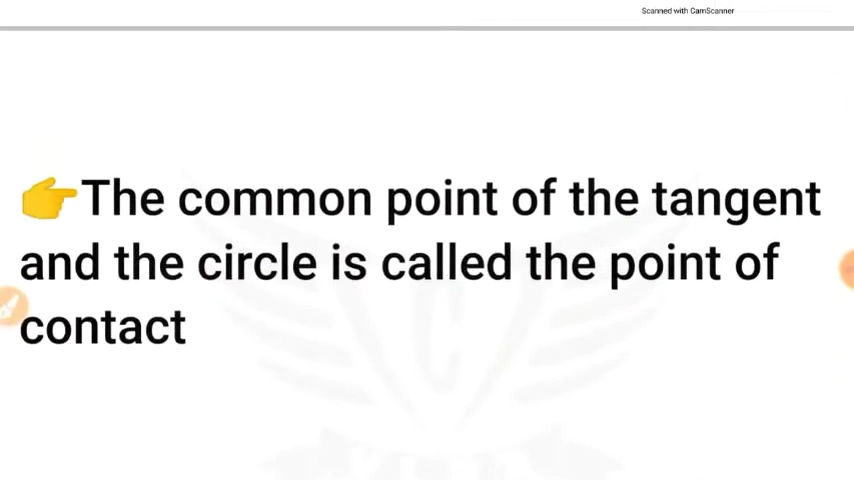 Scanned with CamScanner
👉The common point of the tangent
and the circle is called the point of
contact